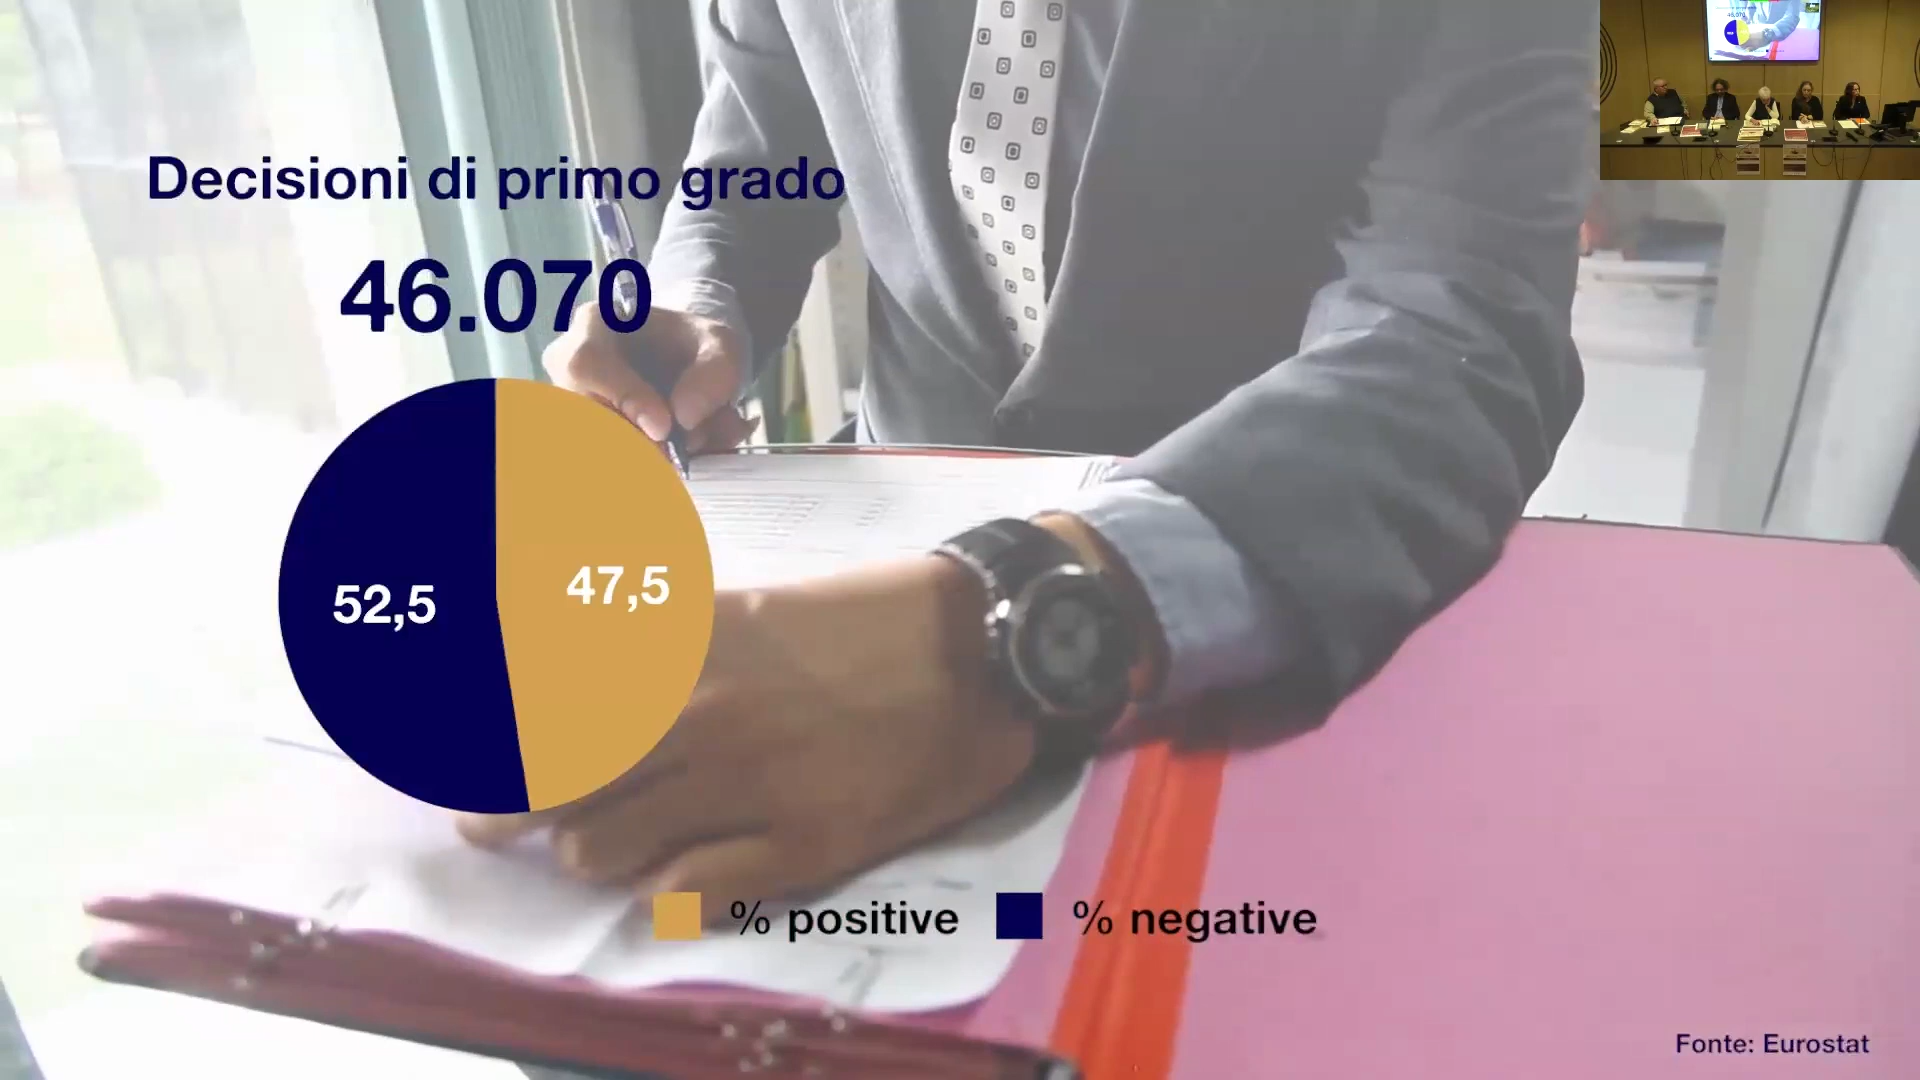 Decisioni di primo grado
46.070
52,5
47,5
% positive
% negative
Fonte: Eurostat